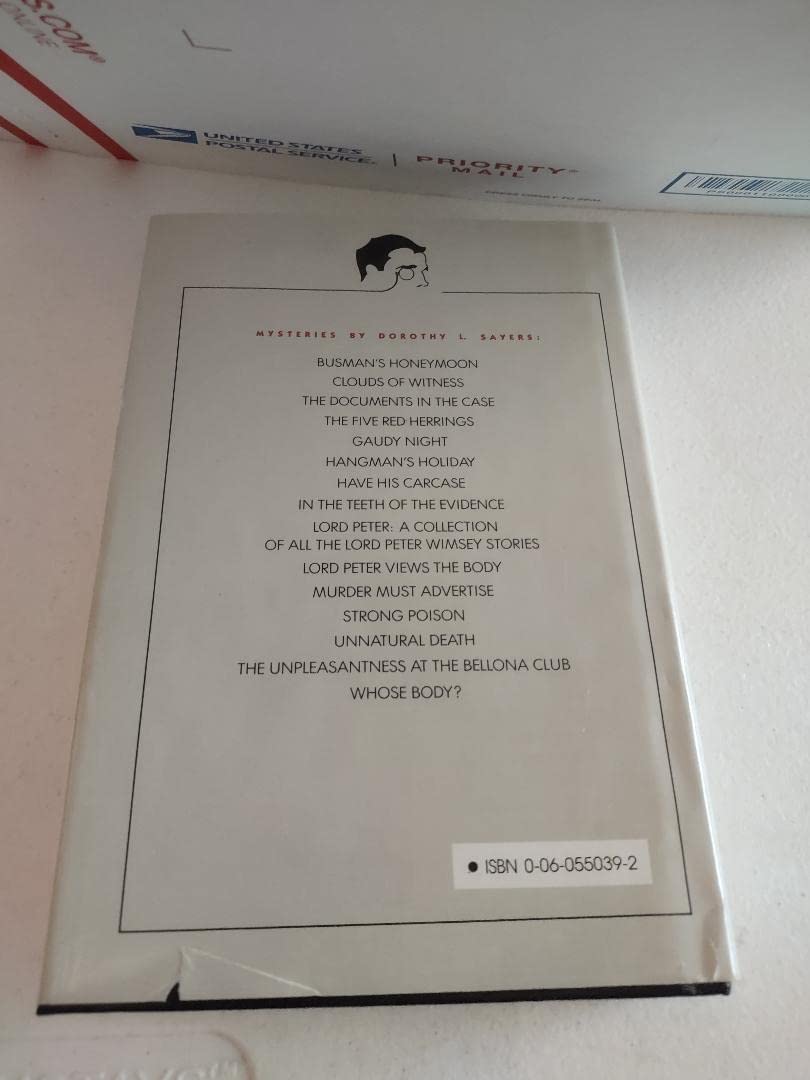 S.COM®
ONLINE
UNITED STATES
POSTAL SERVICE®
PRIORITY®
MAIL
MYSTERIES BY DOROTHY L. SAYERS:
BUSMAN'S HONEYMOON
CLOUDS OF WITNESS
THE DOCUMENTS IN THE CASE
THE FIVE RED HERRINGS
GAUDY NIGHT
HANGMAN'S HOLIDAY
HAVE HIS CARCASE
IN THE TEETH OF THE EVIDENCE
LORD PETER: A COLLECTION
OF ALL THE LORD PETER WIMSEY STORIES
LORD PETER VIEWS THE BODY
MURDER MUST ADVERTISE
STRONG POISON
UNNATURAL DEATH
THE UNPLEASANTNESS AT THE BELLONA CLUB
WHOSE BODY?
ISBN 0-06-055039-2